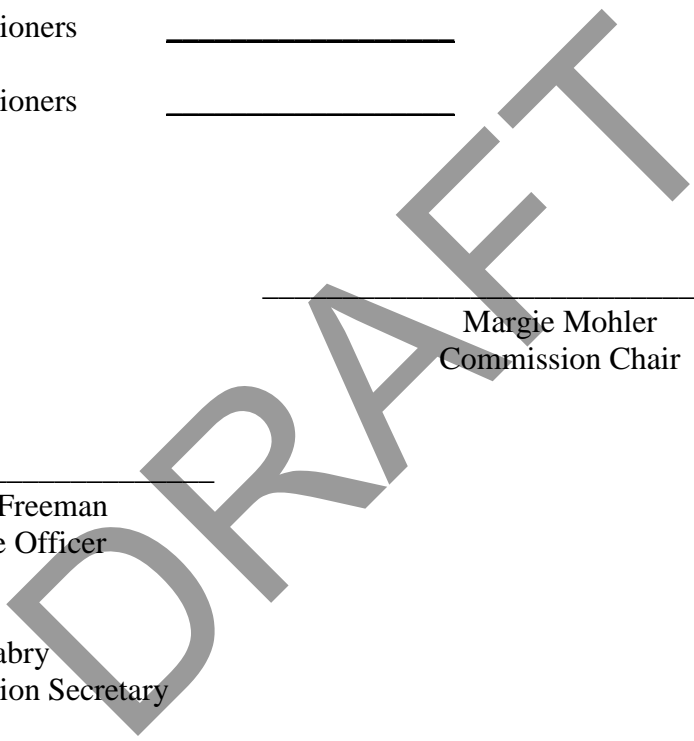 ioners
ioners
Margie Mohler
Commission Chair
Freeman
e Officer
abry
ion Secretary
DRAFT